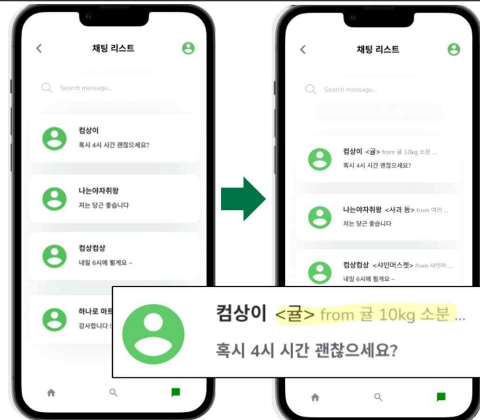 채팅 리스트
Search message...
컴상이
혹시 4시 시간 괜찮으세요?
나는야자취왕
저는 당근 좋습니다
컴상컴상
내일 6시에 뵐게요 ~
하나로 마트
감사합니다
채팅 리스트
Search message...
컴상이 <귤> from 귤 10kg 소분 ...
혹시 4시 시간 괜찮으세요?
나는야자취왕 <사과 등> from 여러 ...
저는 당근 좋습니다
컴상컴상 <샤인머스켓> from 샤인머 ...
내일 6시에 뵐게요 ~
컴상이 <귤> from 귤 10kg 소분 ...
혹시 4시 시간 괜찮으세요?